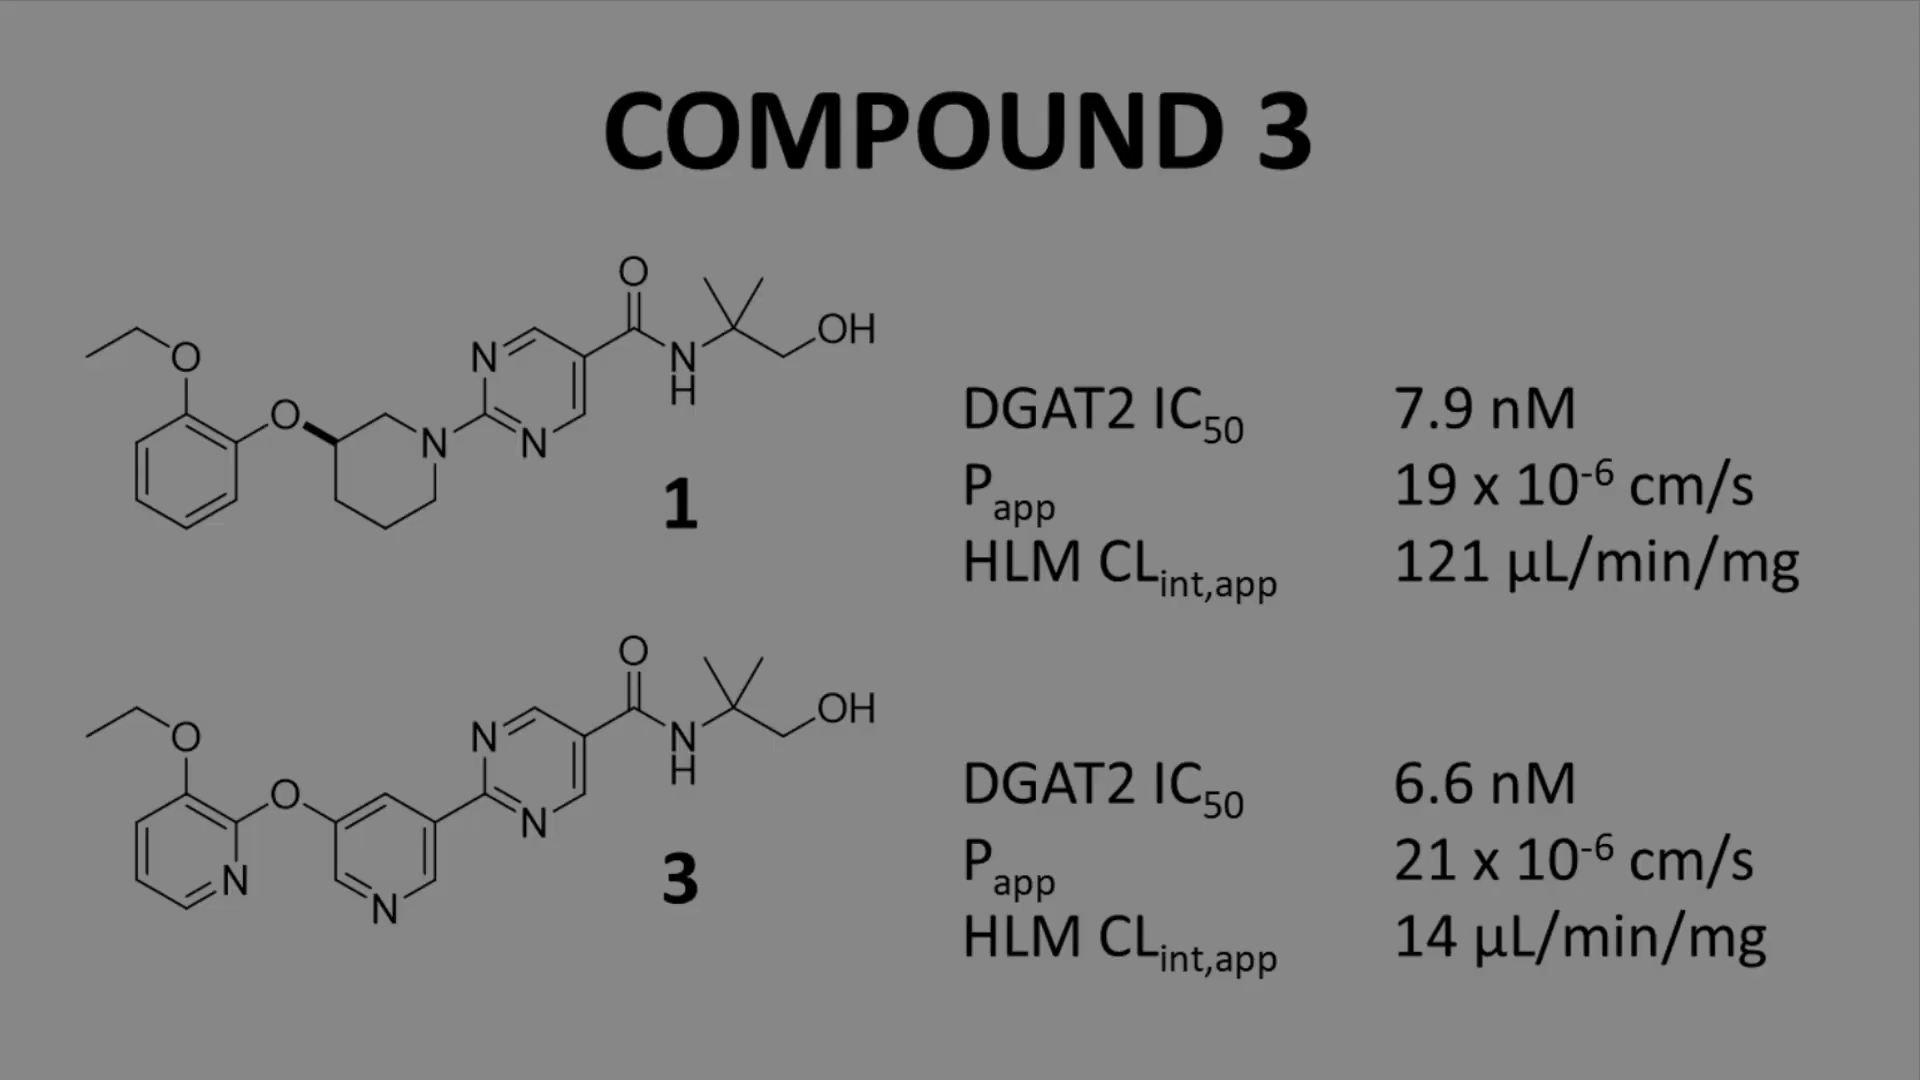 COMPOUND 3
O
OH
O
N
N
H
O
N
N
1
DGAT2 IC50 7.9 nM
Papp 19 x 10-6 cm/s
HLM CLint,app 121 µL/min/mg
O
OH
O
N
N
H
O
N
N
N
3
DGAT2 IC50 6.6 nM
Papp 21 x 10-6 cm/s
HLM CLint,app 14 µL/min/mg